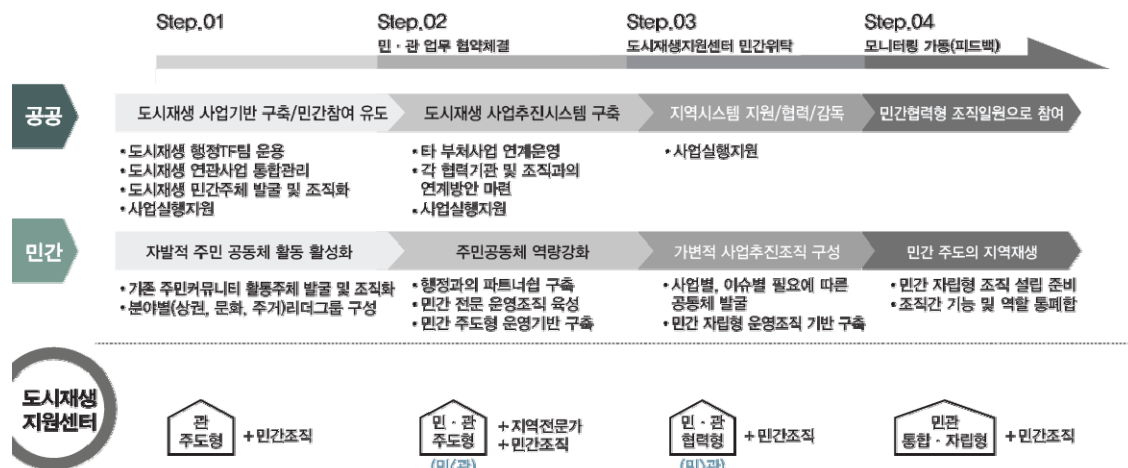 Step.01
Step.02
민·관 업무 협약체결
Step.03
도시재생지원센터 민간위탁
Step.04
모니터링 가동(피드백)
공공
도시재생 사업기반 구축/민간참여 유도
도시재생 사업추진시스템 구축
지역시스템 지원/협력/감독
민간협력형 조직일원으로 참여
• 도시재생 행정TF팀 운용
• 도시재생 연관사업 통합관리
• 도시재생 민간주체 발굴 및 조직화
• 사업실행지원
• 타 부처사업 연계운영
• 각 협력기관 및 조직과의
연계방안 마련
• 사업실행지원
• 사업실행지원
민간
자발적 주민 공동체 활동 활성화
주민공동체 역량강화
가변적 사업추진조직 구성
민간 주도의 지역재생
• 기존 주민커뮤니티 활동주체 발굴 및 조직화
• 분야별(상권, 문화, 주거)리더그룹 구성
• 행정과의 파트너쉽 구축
• 민간 전문 운영조직 육성
• 민간 주도형 운영기반 구축
• 사업별, 이슈별 필요에 따른
공동체 발굴
• 민간 자립형 운영조직 기반 구축
• 민간 자립형 조직 설립 준비
• 조직간 기능 및 역할 통폐합
도시재생
지원센터
관
주도형
+민간조직
민·관
주도형
+지역전문가
+민간조직
(민/관)
민·관
협력형
+민간조직
(민>관)
민관
통합·자립형
+민간조직